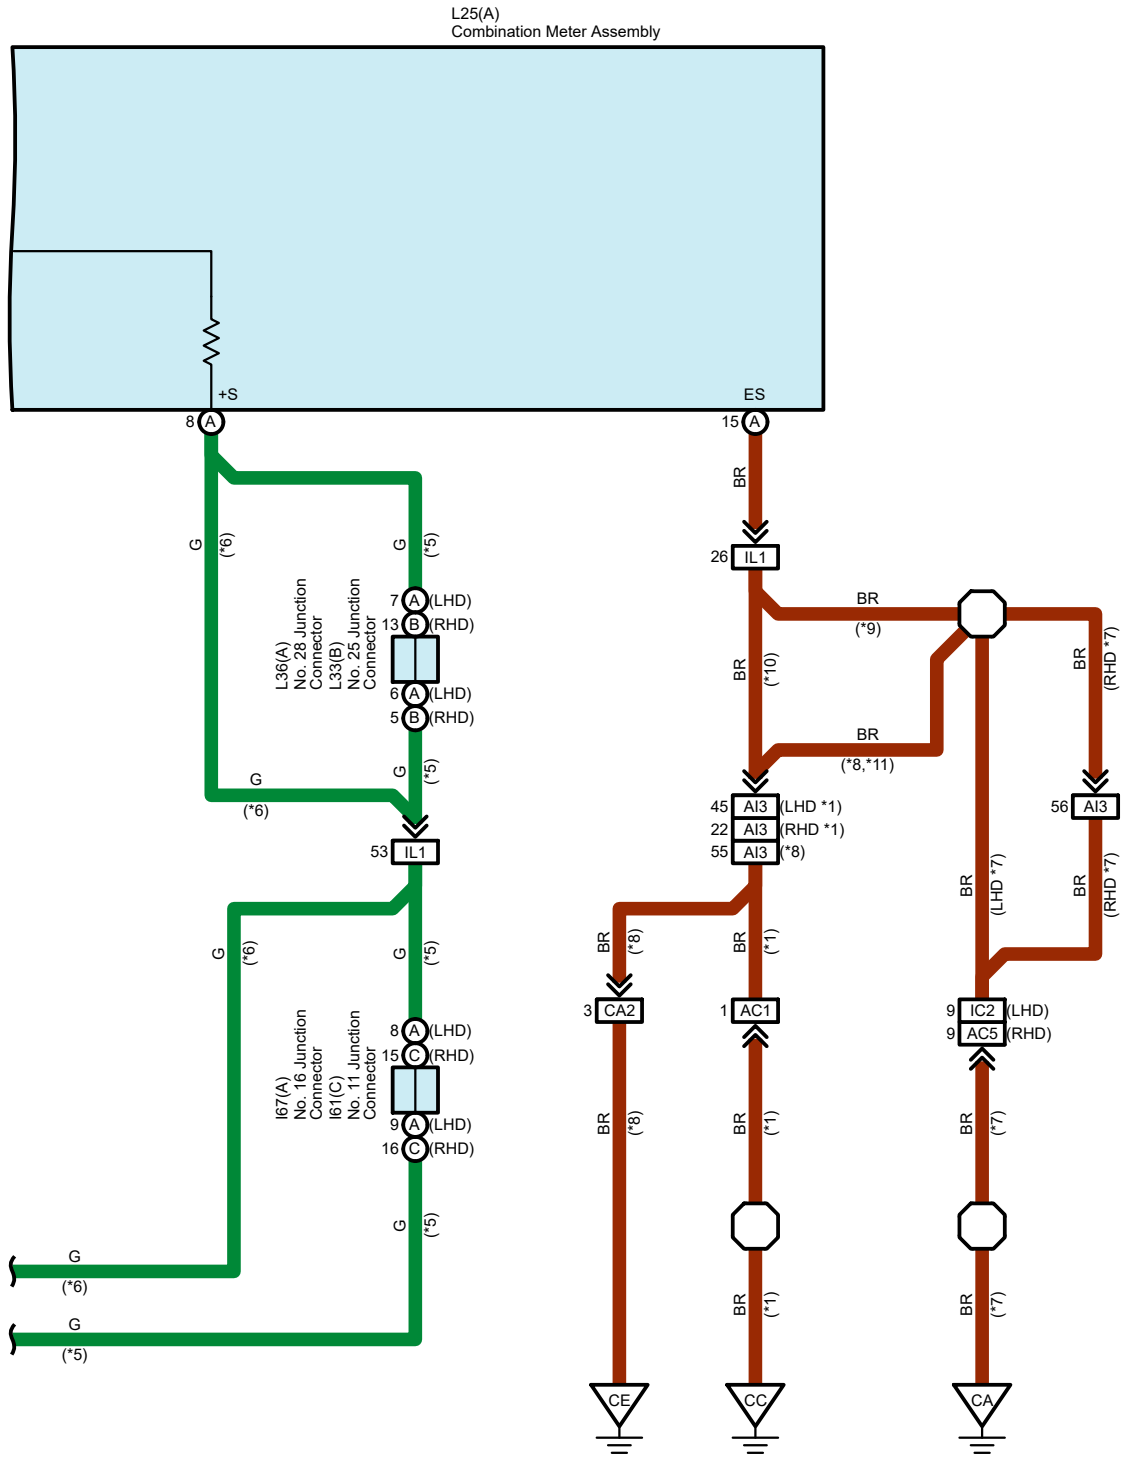 L25(A)
Combination Meter Assembly
+S
ES
8 A
15 A
BR
G
(*6)
G
(*5)
26 IL1
7 A (LHD)
13 B (RHD)
L36(A)
No. 28 Junction
Connector
L33(B)
No. 25 Junction
Connector
6 A (LHD)
5 B (RHD)
BR
(*9)
BR
(*10)
BR
(RHD *7)
BR
(*8,*11)
G
(*5)
G
(*6)
45 AI3 (LHD *1)
22 AI3 (RHD *1)
55 AI3 (*8)
56 AI3
53 IL1
BR
(LHD *7)
BR
(RHD *7)
G
(*6)
G
(*5)
BR
(*8)
BR
(*1)
3 CA2
1 AC1
9 IC2 (LHD)
9 AC5 (RHD)
8 A (LHD)
15 C (RHD)
I67(A)
No. 16 Junction
Connector
I61(C)
No. 11 Junction
Connector
9 A (LHD)
16 C (RHD)
BR
(*8)
BR
(*1)
BR
(*7)
G
(*5)
G
(*6)
BR
(*1)
BR
(*7)
G
(*5)
CE
CC
CA